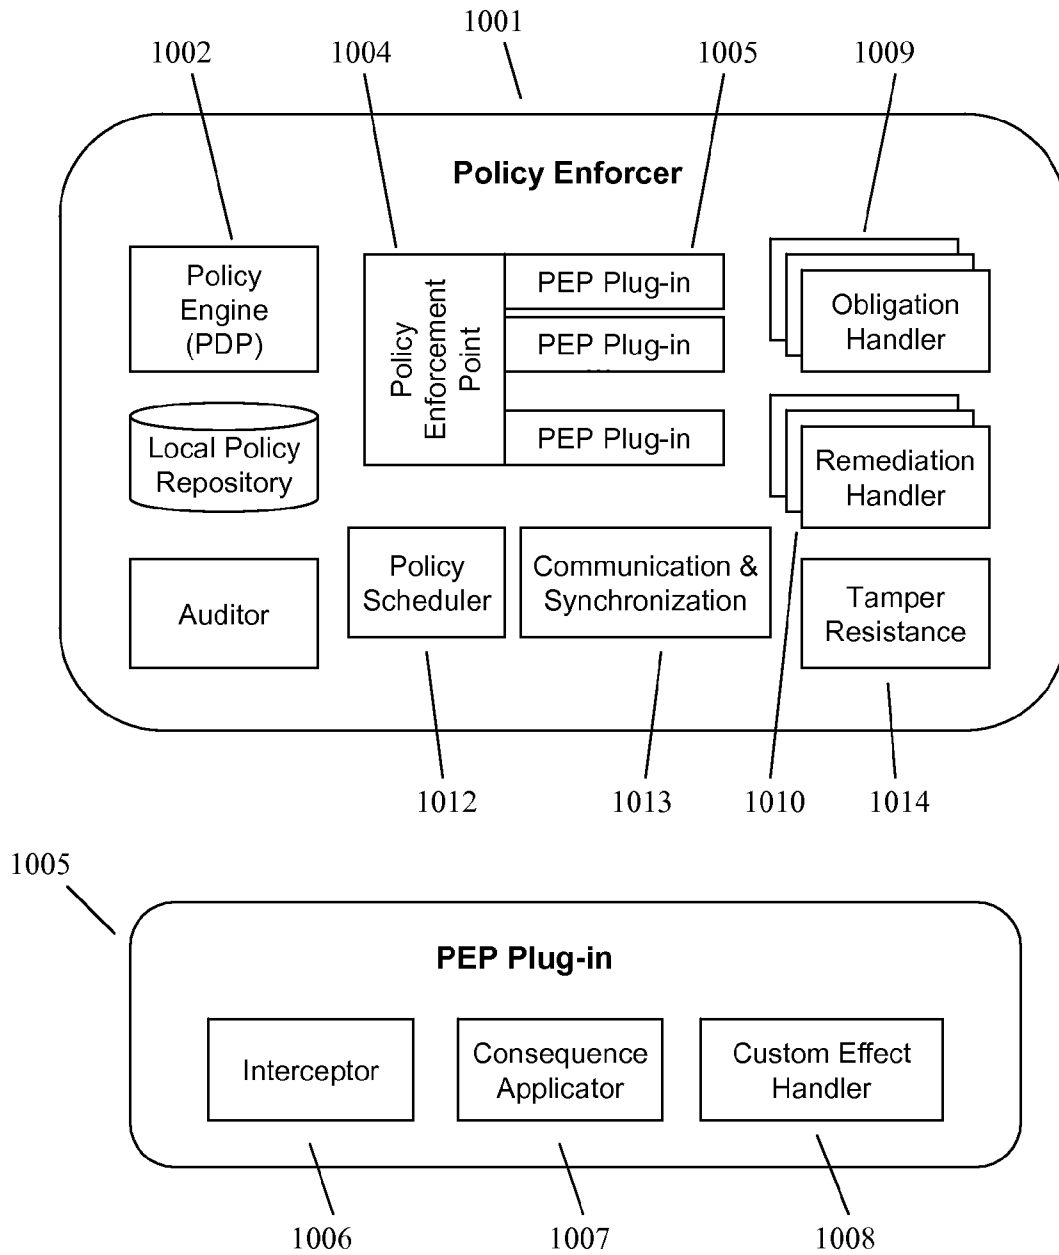 1001
1002
1004
1005
1009
Policy Enforcer
Policy
Engine
(PDP)
Policy
Enforcement
Point
PEP Plug-in
PEP Plug-in
...
PEP Plug-in
Obligation
Handler
Local Policy
Repository
Remediation
Handler
Auditor
Policy
Scheduler
Communication &
Synchronization
Tamper
Resistance
1012
1013
1010
1014
1005
PEP Plug-in
Interceptor
Consequence
Applicator
Custom Effect
Handler
1006
1007
1008